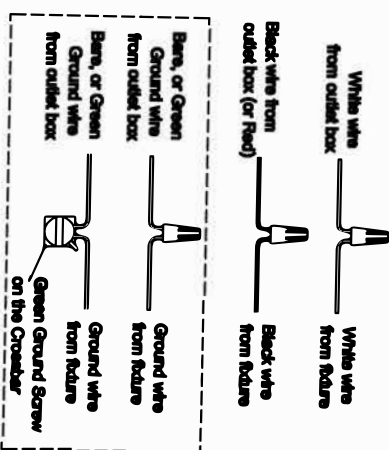 White wire
from outlet box
White wire
from fixture
Black wire from
outlet box (or Red)
Black wire
from fixture
Bare, or Green
Ground wire
from outlet box
Ground wire
from fixture
Bare, or Green
Ground wire
from outlet box
Ground wire
from fixture
Green Ground Screw
on the Crossbar